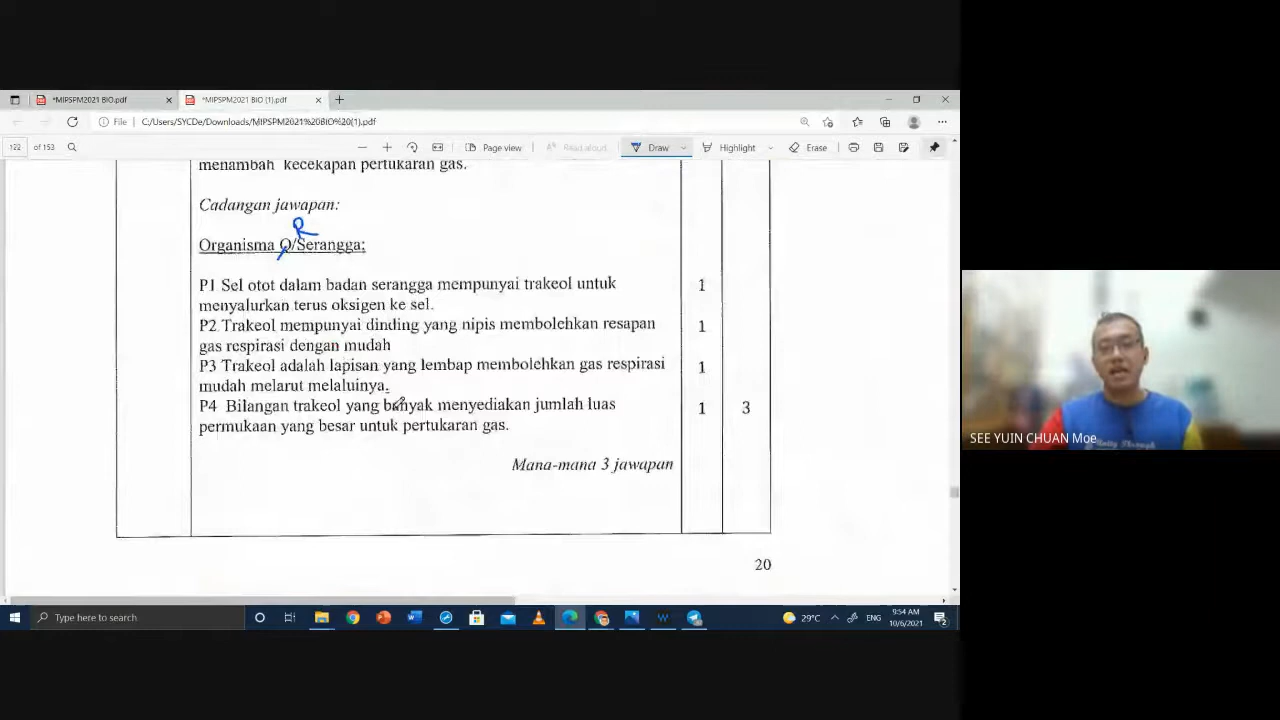 *MIPSPM2021 BIO.pdf
*MIPSPM2021 BIO (1).pdf
File
C:/Users/SYCDe/Downloads/MIPSPM2021%20BIO%20(1).pdf
122 of 153
Page view
Read aloud
Draw
Highlight
Erase
menambah kecekapan pertukaran gas.
Cadangan jawapan:
R
Organisma Q/Serangga;
P1 Sel otot dalam badan serangga mempunyai trakeol untuk 1
menyalurkan terus oksigen ke sel.
P2 Trakeol mempunyai dinding yang nipis membolehkan resapan 1
gas respirasi dengan mudah
P3 Trakeol adalah lapisan yang lembap membolehkan gas respirasi 1
mudah melarut melaluinya.
P4 Bilangan trakeol yang banyak menyediakan jumlah luas 1 3
permukaan yang besar untuk pertukaran gas.
Mana-mana 3 jawapan
20
SEE YUIN CHUAN Moe
Type here to search
29°C
ENG
9:54 AM
10/6/2021
2